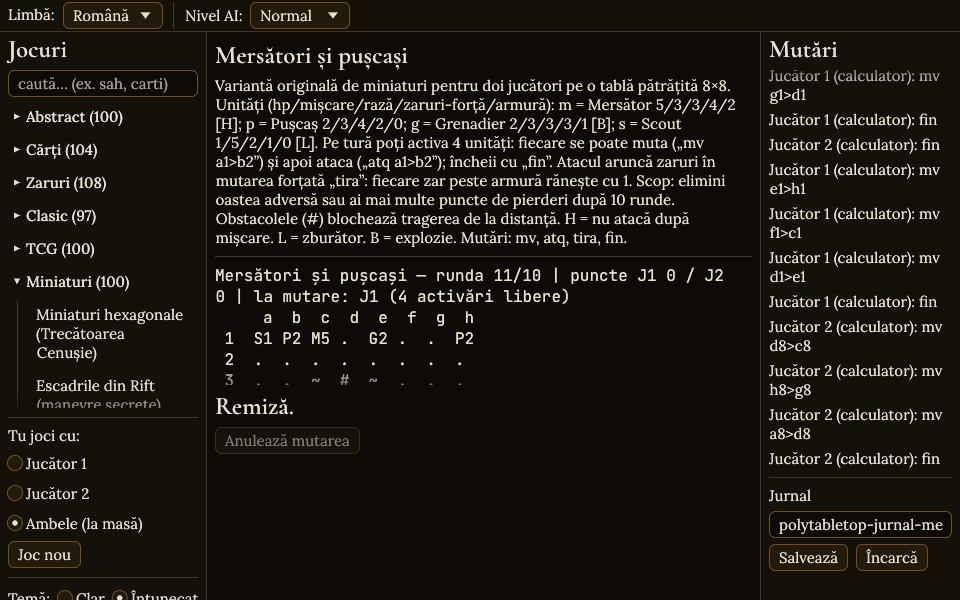 Limbă: Română ▼ Nivel AI: Normal ▼
Jocuri
caută... (ex. sah, carti)
▸ Abstract (100)
▸ Cărți (104)
▸ Zaruri (108)
▸ Clasic (97)
▸ TCG (100)
▾ Miniaturi (100)
Miniaturi hexagonale
(Trecătoarea
Cenușie)
Escadrile din Rift
(manevre secrete)
Tu joci cu:
Jucător 1
Jucător 2
Ambele (la masă)
Joc nou
Temă: Clar Întunecat
Mersători și pușcași
Variantă originală de miniaturi pentru doi jucători pe o tablă pătrățită 8×8.
Unități (hp/mișcare/rază/zaruri-forță/armură): m = Mersător 5/3/3/4/2
[H]; p = Pușcaș 2/3/4/2/0; g = Grenadier 2/3/3/3/1 [B]; s = Scout
1/5/2/1/0 [L]. Pe tură poți activa 4 unități: fiecare se poate muta („mv
a1>b2”) și apoi ataca („atq a1>b2”); închei cu „fin”. Atacul aruncă zaruri în
mutarea forțată „tira”: fiecare zar peste armură rănește cu 1. Scop: elimini
oastea adversă sau ai mai multe puncte de pierderi după 10 runde.
Obstacolele (#) blochează tragerea de la distanță. H = nu atacă după
mișcare. L = zburător. B = explozie. Mutări: mv, atq, tira, fin.
Mersători și pușcași — runda 11/10 | puncte J1 0 / J2
0 | la mutare: J1 (4 activări libere)
a b c d e f g h
1 S1 P2 M5 . G2 . . P2
2 . . . . . . . .
3 . . ~ # ~ . . .
Remiză.
Anulează mutarea
Mutări
Jucător 1 (calculator): mv
g1>d1
Jucător 1 (calculator): fin
Jucător 2 (calculator): fin
Jucător 1 (calculator): mv
e1>h1
Jucător 1 (calculator): mv
f1>c1
Jucător 1 (calculator): mv
d1>e1
Jucător 1 (calculator): fin
Jucător 2 (calculator): mv
d8>c8
Jucător 2 (calculator): mv
h8>g8
Jucător 2 (calculator): mv
a8>d8
Jucător 2 (calculator): fin
Jurnal
polytabletop-jurnal-me
Salvează Încarcă